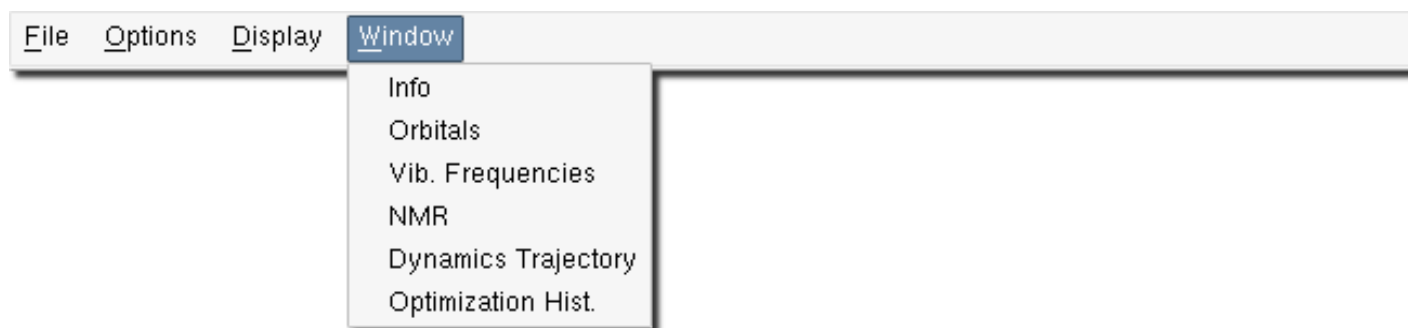 File Options Display Window
Info
Orbitals
Vib. Frequencies
NMR
Dynamics Trajectory
Optimization Hist.